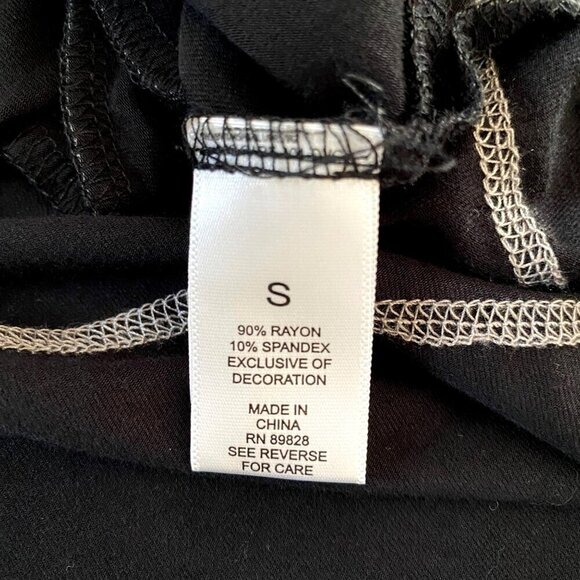 S
90% RAYON
10% SPANDEX
EXCLUSIVE OF
DECORATION
MADE IN
CHINA
RN 89828
SEE REVERSE
FOR CARE